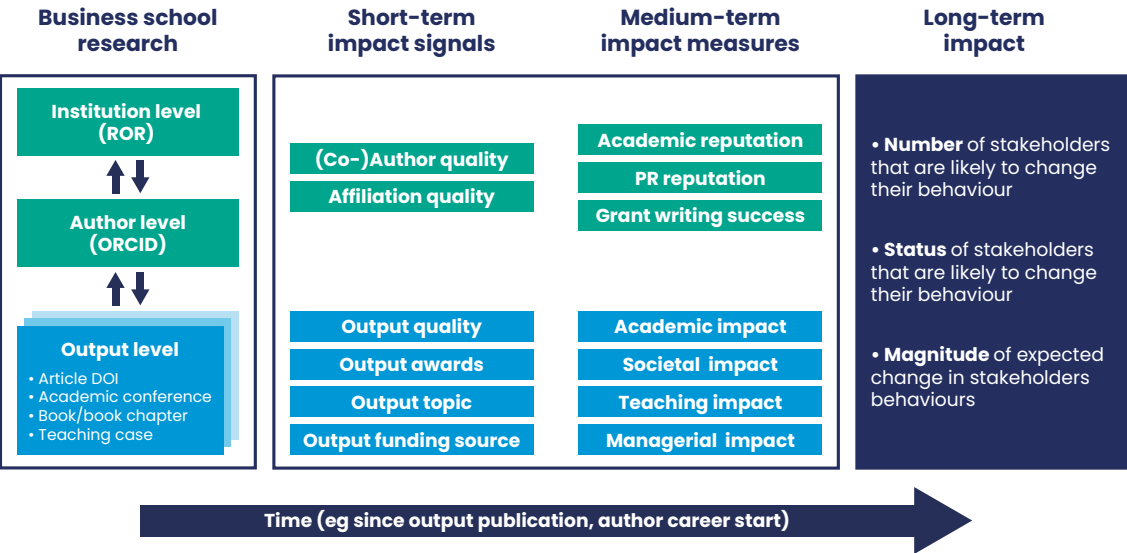 Business school
research
Short-term
impact signals
Medium-term
impact measures
Long-term
impact
Institution level
(ROR)
Author level
(ORCID)
Output level
• Article DOI
• Academic conference
• Book/book chapter
• Teaching case
(Co-)Author quality
Affiliation quality
Output quality
Output awards
Output topic
Output funding source
Academic reputation
PR reputation
Grant writing success
Academic impact
Societal impact
Teaching impact
Managerial impact
• Number of stakeholders
that are likely to change
their behaviour
• Status of stakeholders
that are likely to change
their behaviour
• Magnitude of expected
change in stakeholders
behaviours
Time (eg since output publication, author career start)